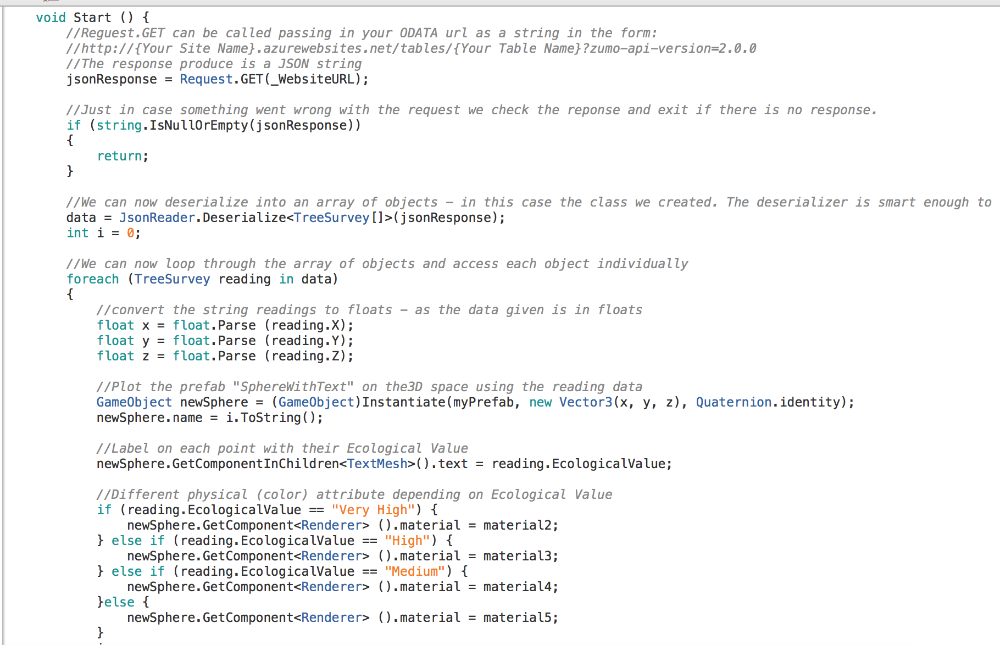 void Start () {
//Reguest.GET can be called passing in your ODATA url as a string in the form:
//http://{Your Site Name}.azurewebsites.net/tables/{Your Table Name}?zumo-api-version=2.0.0
//The response produce is a JSON string
jsonResponse = Request.GET(_WebsiteURL);
//Just in case something went wrong with the request we check the reponse and exit if there is no response.
if (string.IsNullOrEmpty(jsonResponse))
{
return;
}
//We can now deserialize into an array of objects – in this case the class we created. The deserializer is smart enough to
data = JsonReader.Deserialize<TreeSurvey[]>(jsonResponse);
int i = 0;
//We can now loop through the array of objects and access each object individually
foreach (TreeSurvey reading in data)
{
//convert the string readings to floats – as the data given is in floats
float x = float.Parse (reading.X);
float y = float.Parse (reading.Y);
float z = float.Parse (reading.Z);
//Plot the prefab "SphereWithText" on the3D space using the reading data
GameObject newSphere = (GameObject)Instantiate(myPrefab, new Vector3(x, y, z), Quaternion.identity);
newSphere.name = i.ToString();
//Label on each point with their Ecological Value
newSphere.GetComponentInChildren<TextMesh>().text = reading.EcologicalValue;
//Different physical (color) attribute depending on Ecological Value
if (reading.EcologicalValue == "Very High") {
newSphere.GetComponent<Renderer> ().material = material2;
} else if (reading.EcologicalValue == "High") {
newSphere.GetComponent<Renderer> ().material = material3;
} else if (reading.EcologicalValue == "Medium") {
newSphere.GetComponent<Renderer> ().material = material4;
}else {
newSphere.GetComponent<Renderer> ().material = material5;
}